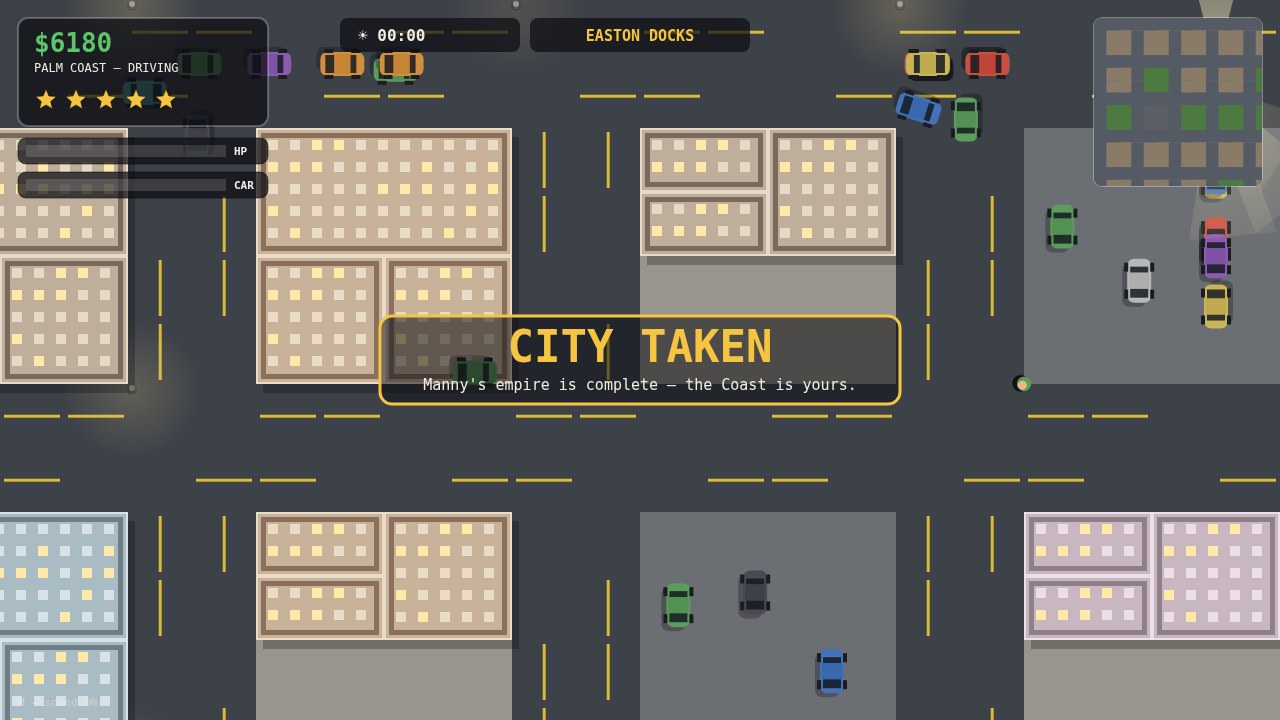 $6180
PALM COAST — DRIVING
★★★★★
☀ 00:00
EASTON DOCKS
HP
CAR
CITY TAKEN
Manny's empire is complete — the Coast is yours.